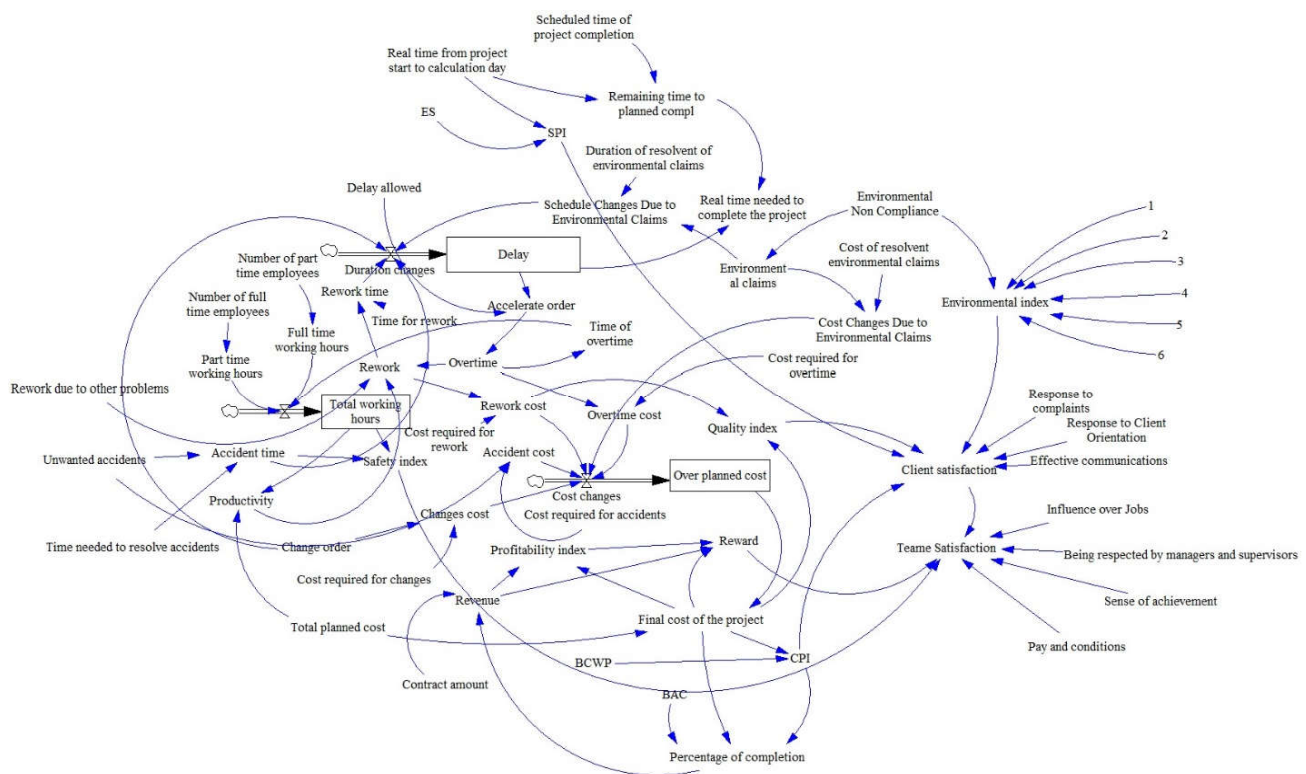 Scheduled time of
project completion
Real time from project
start to calculation day
Remaining time to
planned compl
ES
SPI
Duration of resolvent of
environmental claims
Delay allowed
Schedule Changes Due to
Environmental Claims
Real time needed to
complete the project
Environmental
Non Compliance
1
2
3
4
5
6
Cost of resolvent
environmental claims
Number of part
time employees
Duration changes
Delay
Environment
al claims
Environmental index
Number of full
time employees
Rework time
Accelerate order
Time for rework
Full time
working hours
Time of
overtime
Cost Changes Due to
Environmental Claims
Part time
working hours
Rework
Overtime
Cost required for
overtime
Rework due to other problems
Total working
hours
Rework cost
Overtime cost
Quality index
Response to
complaints
Response to Client
Orientation
Effective communications
Client satisfaction
Cost required for
rework
Unwanted accidents
Accident time
Safety index
Accident cost
Over planned cost
Cost changes
Productivity
Changes cost
Cost required for accidents
Influence over Jobs
Time needed to resolve accidents
Change order
Profitability index
Reward
Teame Satisfaction
Being respected by managers and supervisors
Cost required for changes
Revenue
Sense of achievement
Total planned cost
Final cost of the project
Pay and conditions
BCWP
CPI
Contract amount
BAC
Percentage of completion